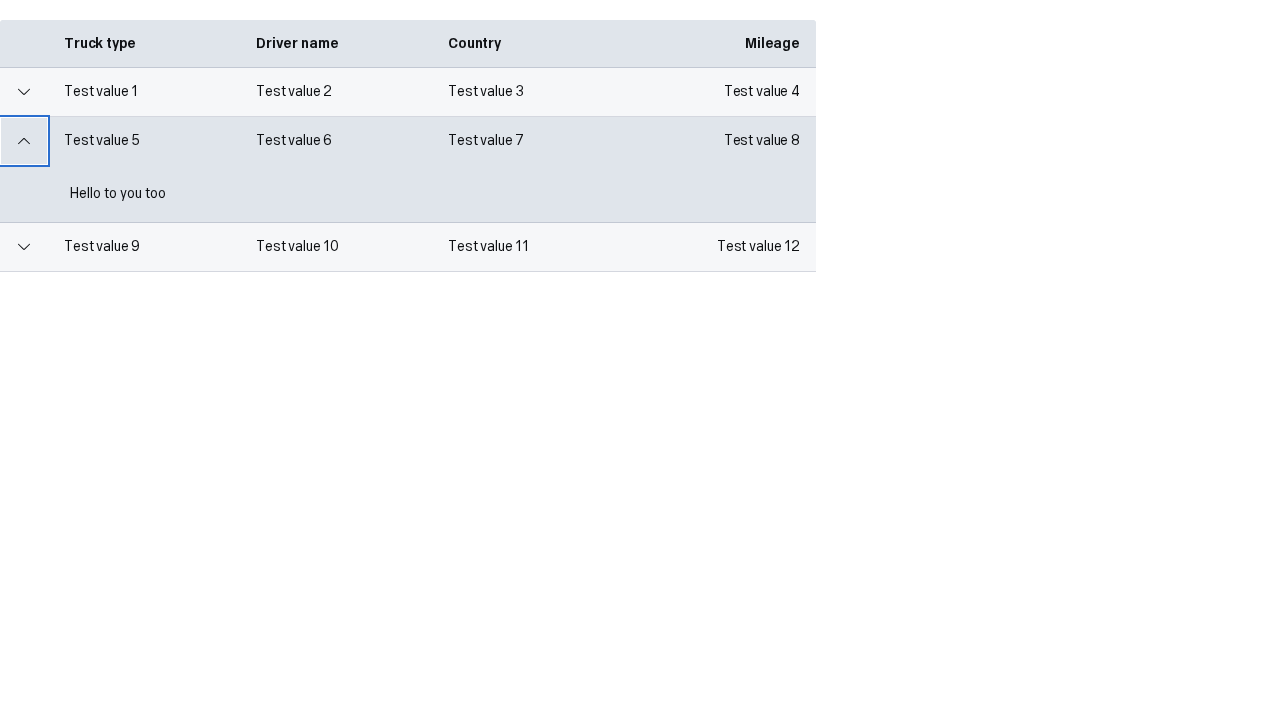 Truck type Driver name Country Mileage
Test value 1 Test value 2 Test value 3 Test value 4
Test value 5 Test value 6 Test value 7 Test value 8
Hello to you too
Test value 9 Test value 10 Test value 11 Test value 12